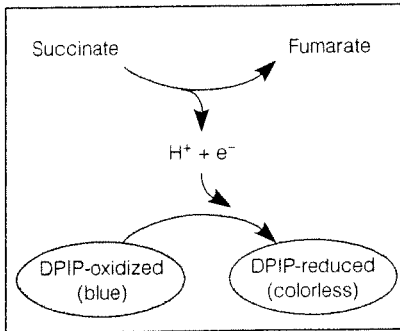 Succinate Fumarate
H⁺ + e⁻
DPIP-oxidized DPIP-reduced
(blue) (colorless)